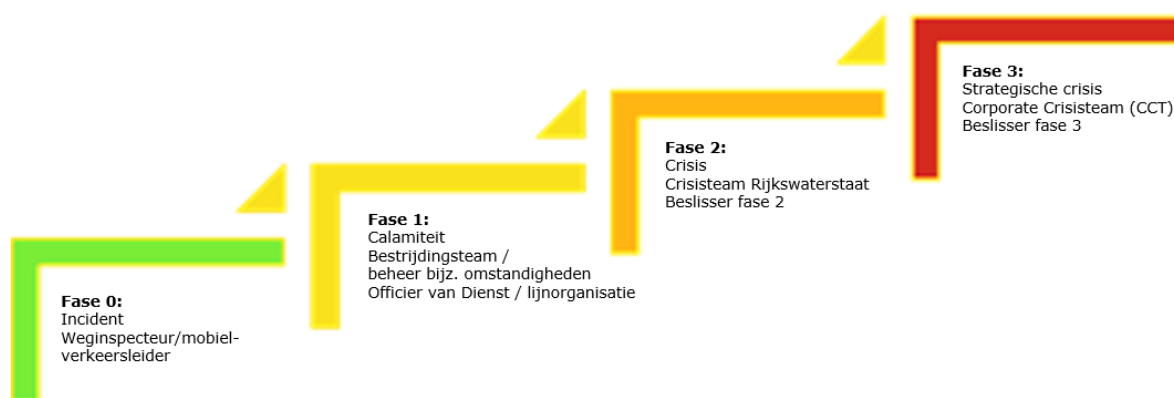 Fase 0:
Incident
Weginspecteur/mobiel-
verkeersleider
Fase 1:
Calamiteit
Bestrijdingsteam /
beheer bijz. omstandigheden
Officier van Dienst / lijnorganisatie
Fase 2:
Crisis
Crisisteam Rijkswaterstaat
Beslisser fase 2
Fase 3:
Strategische crisis
Corporate Crisisteam (CCT)
Beslisser fase 3